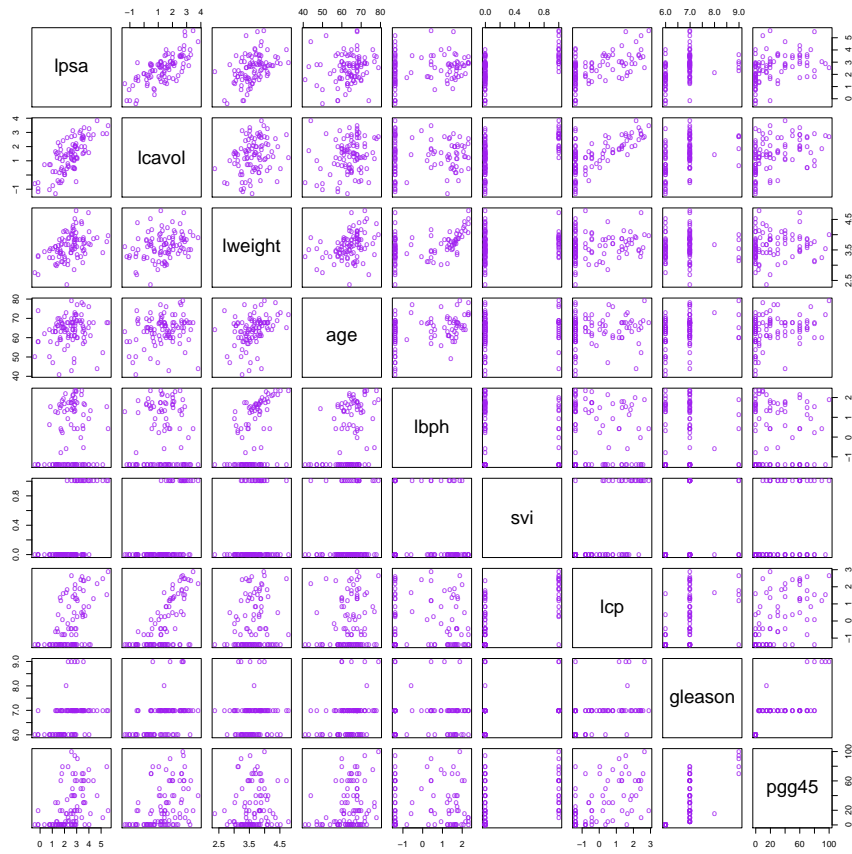 40 50 60 70 80 0.0 0.4 0.8 6.0 7.0 8.0 9.0
-1 0 1 2 3 4
lpsa
0 1 2 3 4 5
-1 0 1 2 3 4
lcavol
lweight
2.5 3.5 4.5
40 50 60 70 80
age
lbph
-1 0 1 2
0.0 0.4 0.8
svi
lcp
-1 0 1 2 3
6.0 7.0 8.0 9.0
gleason
pgg45
0 20 40 60 80 100
0 1 2 3 4 5
2.5 3.5 4.5
-1 0 1 2
-1 0 1 2 3
0 20 40 60 80 100